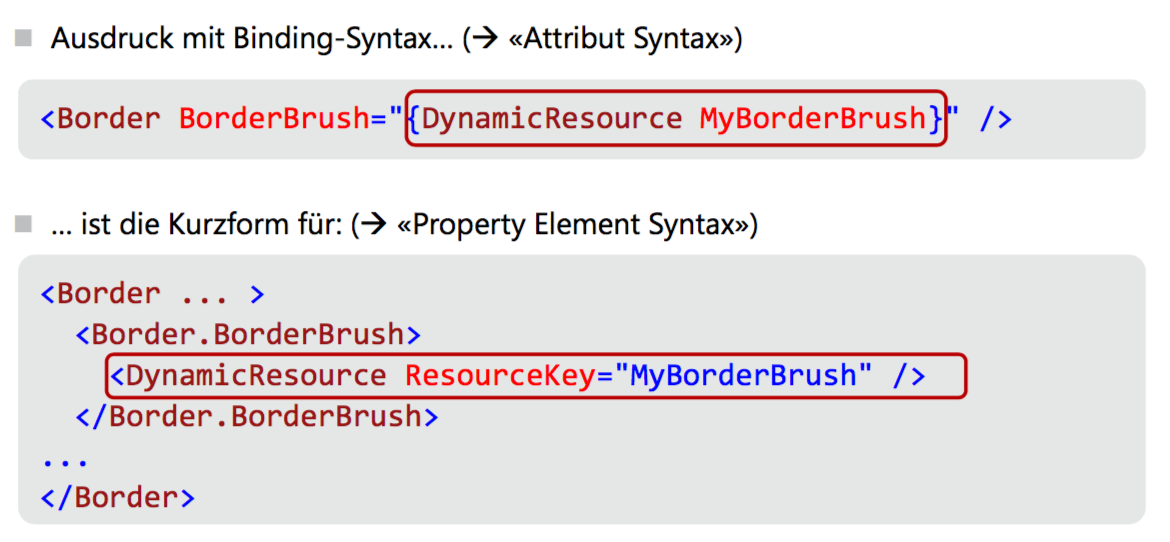 Ausdruck mit Binding-Syntax... (→ «Attribut Syntax»)
<Border BorderBrush="{DynamicResource MyBorderBrush}" />
... ist die Kurzform für: (→ «Property Element Syntax»)
<Border ... >
<Border.BorderBrush>
<DynamicResource ResourceKey="MyBorderBrush" />
</Border.BorderBrush>
...
</Border>